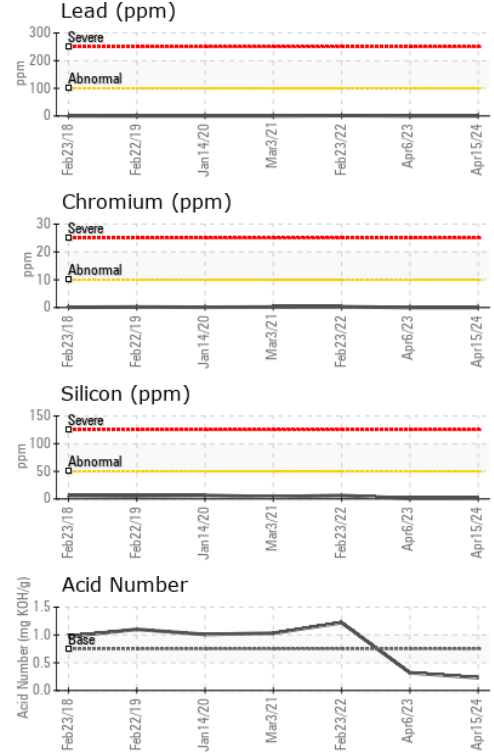 Lead (ppm)
300
Severe
200
ppm
Abnormal
100
0
Feb23/18
Feb22/19
Jan14/20
Mar3/21
Feb23/22
Apr6/23
Apr15/24
Chromium (ppm)
30
Severe
20
ppm
Abnormal
10
0
Feb23/18
Feb22/19
Jan14/20
Mar3/21
Feb23/22
Apr6/23
Apr15/24
Silicon (ppm)
150
Severe
100
ppm
Abnormal
50
0
Feb23/18
Feb22/19
Jan14/20
Mar3/21
Feb23/22
Apr6/23
Apr15/24
Acid Number
Acid Number (mg KOH/g)
1.5
1.0
Base
0.5
0.0
Feb23/18
Feb22/19
Jan14/20
Mar3/21
Feb23/22
Apr6/23
Apr15/24